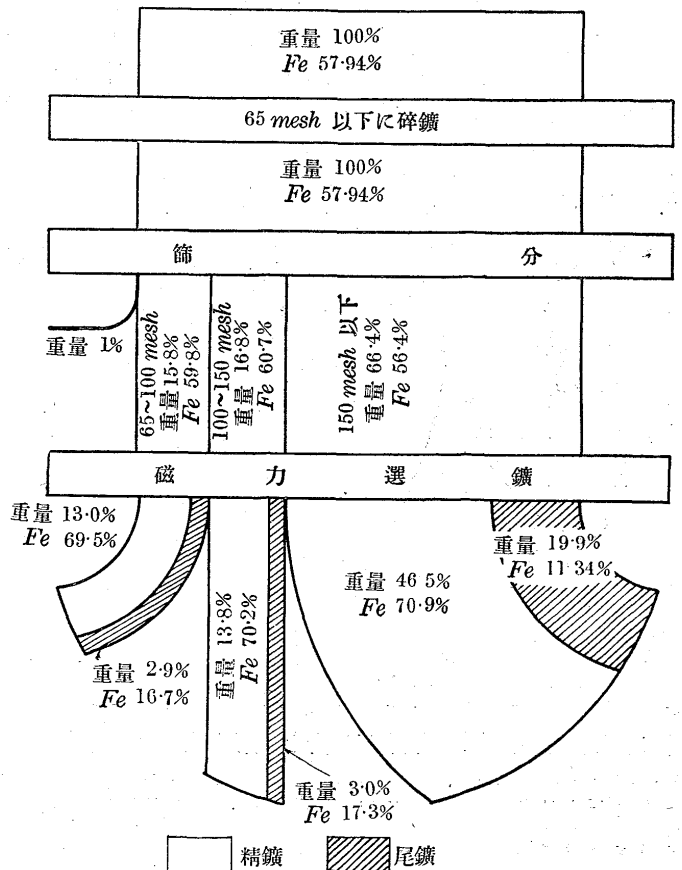 重量 100%
Fe 57·94%
65 mesh 以下に碎鑛
重量 100%
Fe 57·94%
篩 分
重量 1%
65~100 mesh
重量15·8%
Fe 59·8%
100~150 mesh
重量 16·8%
Fe 60·7%
150 mesh 以下
重量 66·4%
Fe 56·4%
磁 力 選 鑛
重量 13·0%
Fe 69·5%
重量 2·9%
Fe 16·7%
重量 13·8%
Fe 70·2%
重量 3·0%
Fe 17·3%
重量 46 5%
Fe 70·9%
重量 19·9%
Fe 11 34%
精鑛
尾鑛